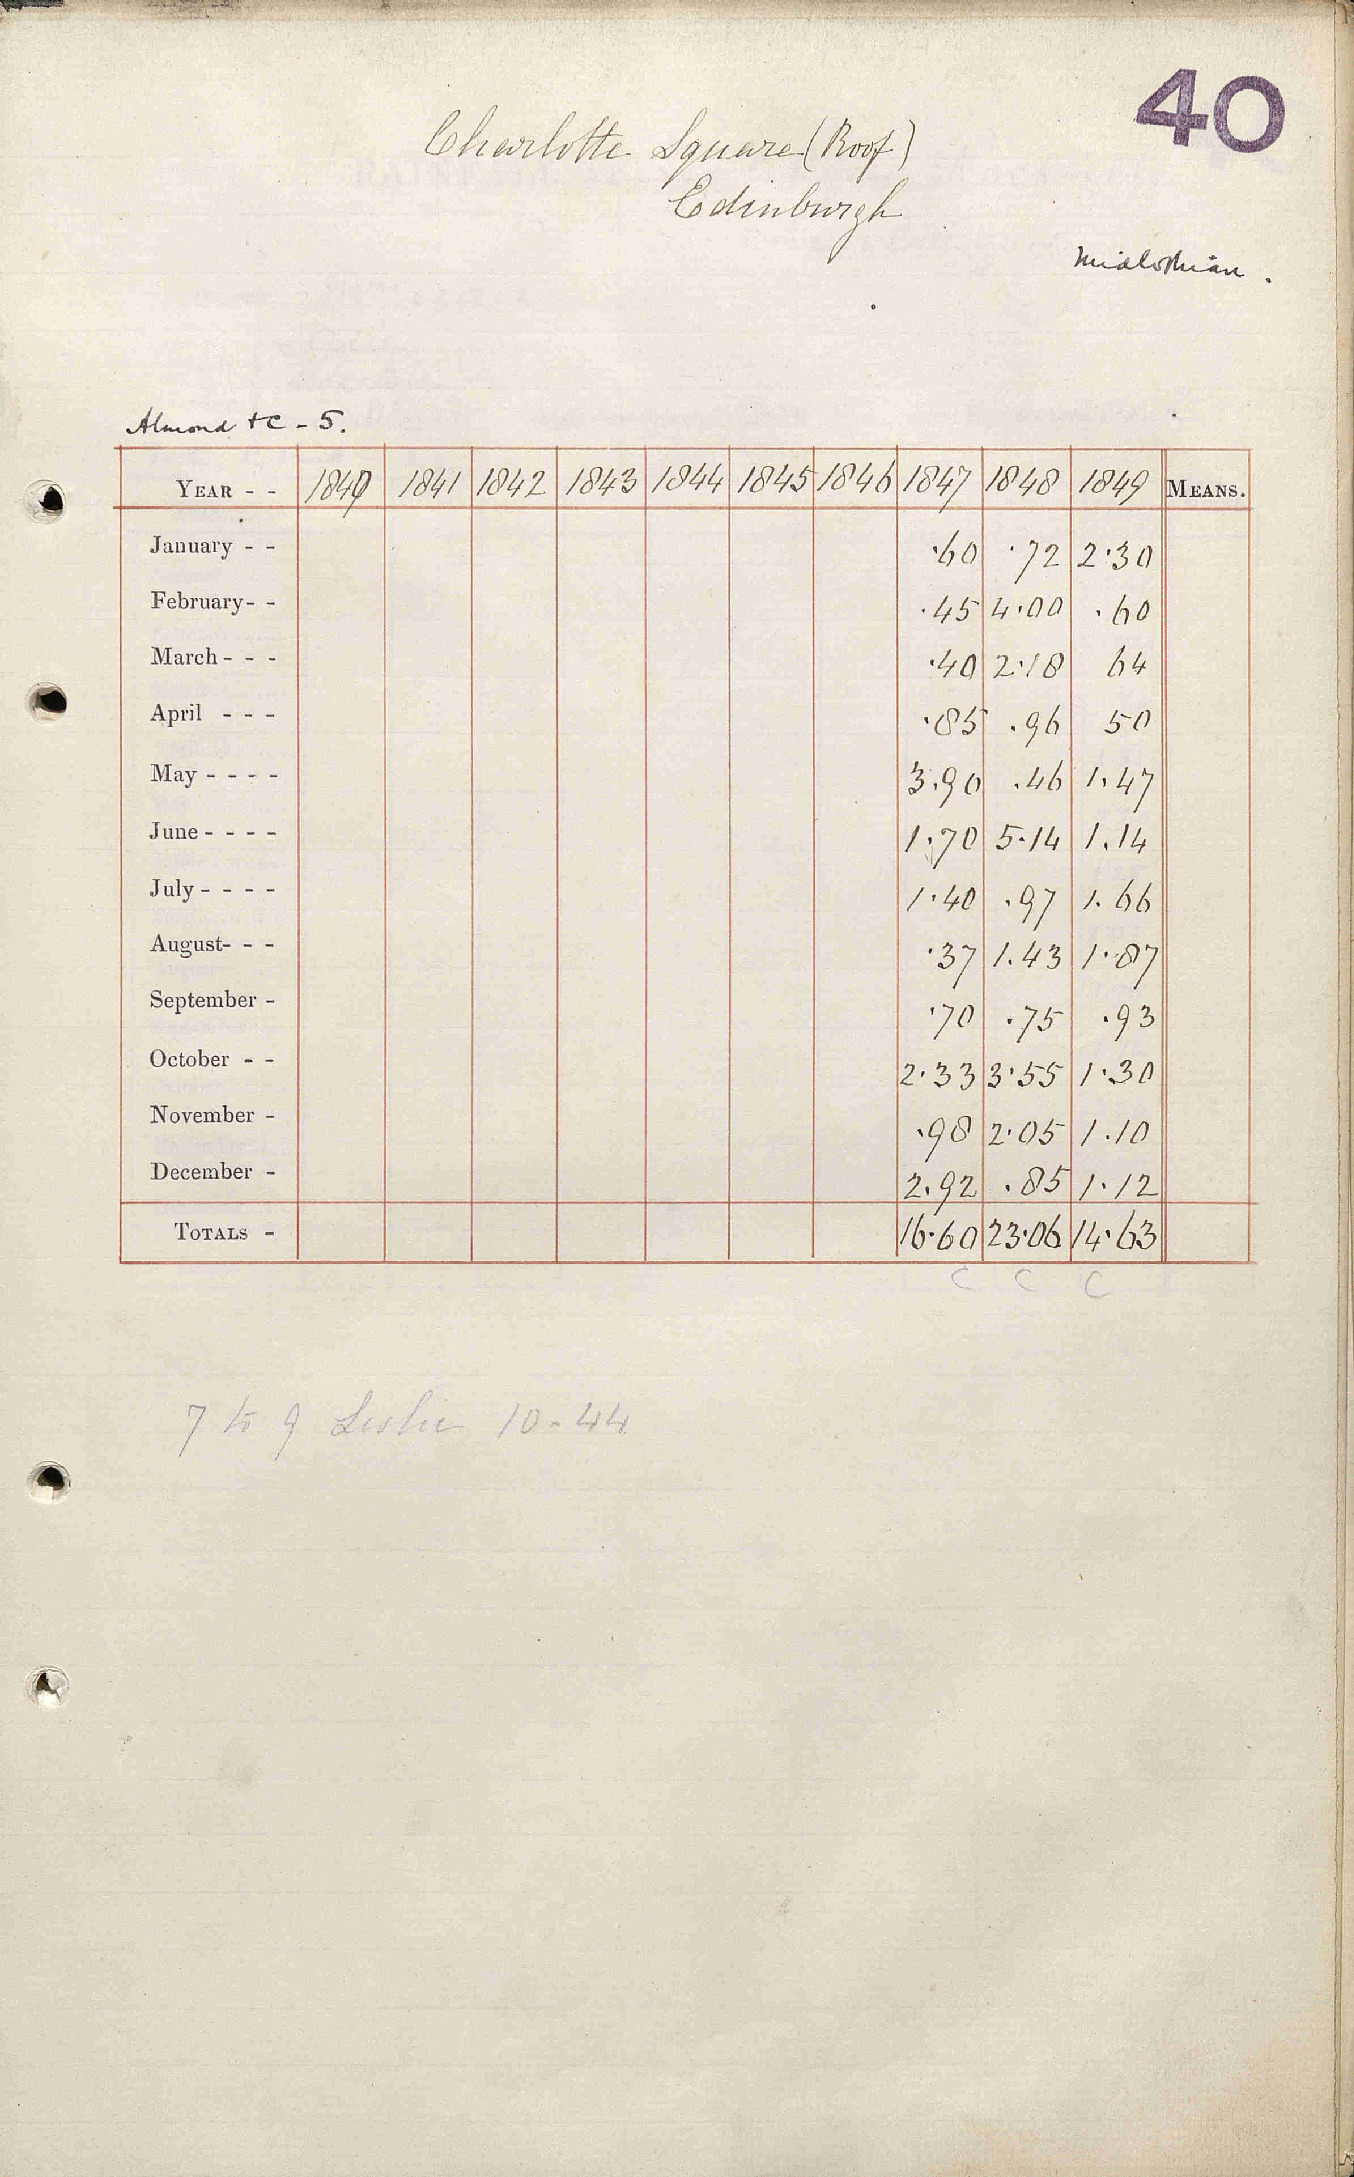 40
Charlotte Square (Roof)
Edinburgh
Midlothian.
Almond &c - 5.
YEAR - - 1840 1841 1842 1843 1844 1845 1846 1847 1848 1849 MEANS.
January - - ·60 ·72 2·30
February- - ·45 4·00 ·60
March- - - ·40 2·18 64
April - - - ·85 .96 50
May - - - - 3.90 .46 1.47
June - - - - 1.70 5.14 1.14
July - - - - 1·40 .97 1.66
August- - - ·37 1.43 1·87
September - ·70 .75 .93
October - - 2·33 3·55 1·30
November - ·98 2·05 1.10
December - 2.92 .85 1·12
TOTALS - 16·60 23·06 14·63
C C C
7 to 9 Leslie 10-44